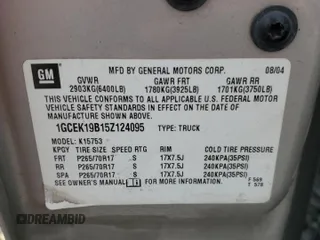 GM
MFD BY GENERAL MOTORS CORP. 08/04
GVWR GAWR FRT GAWR RR
2903KG(6400LB) 1780KG(3925LB) 1701KG(3750LB)
THIS VEHICLE CONFORMS TO ALL APPLICABLE U.S. FEDERAL MOTOR
VEHICLE SAFETY STANDARDS IN EFFECT ON THE DATE OF
MANUFACTURE SHOWN ABOVE.
1GCEK19B15Z124095 TYPE: TRUCK
MODEL: K15753
KPGY TIRE SIZE SPEED RTG RIM COLD TIRE PRESSURE
FRT P265/70R17 S 17X7.5J 240KPA(35PSI)
RR P265/70R17 S 17X7.5J 240KPA(35PSI)
SPA P265/70R17 S 17X7.5J 240KPA(35PSI)
SEE OWNER'S MANUAL FOR MORE INFORMATION.
F 568
T 578
DREAMBID